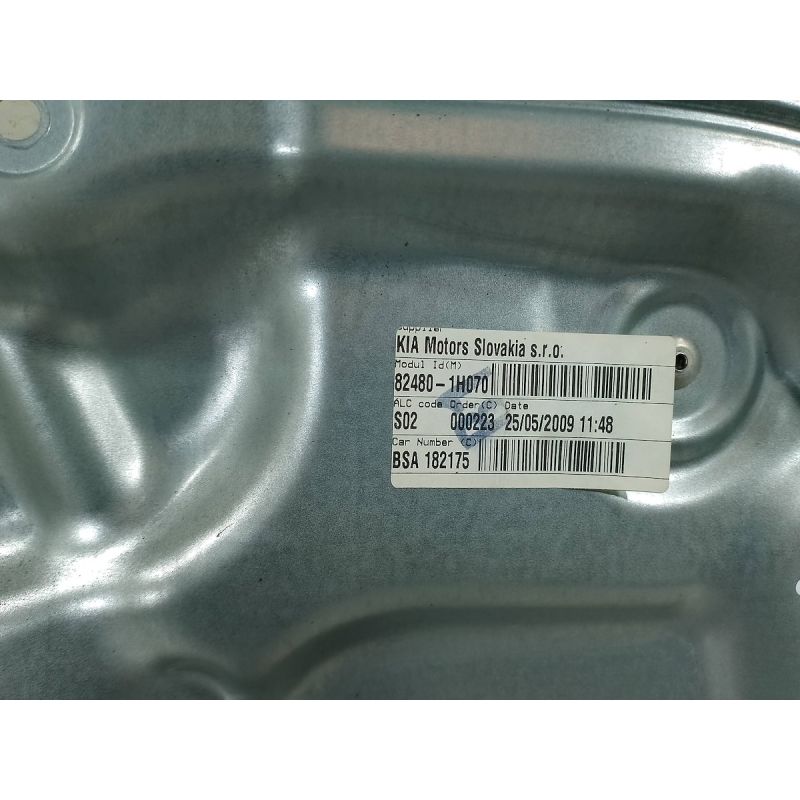 Supplier
KIA Motors Slovakia s.r.o.
Modul Id(M)
82480-1H070
ALC code Order(C) Date
S02 000223 25/05/2009 11:48
Car Number (C)
BSA 182175